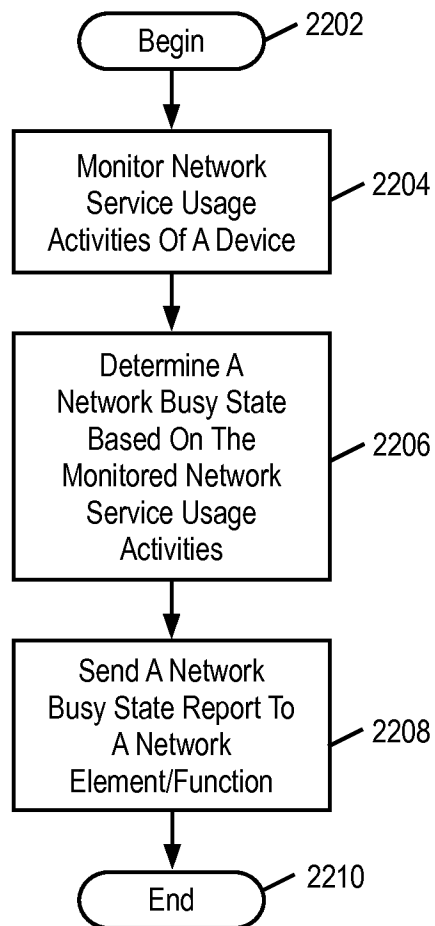 Begin
2202
Monitor Network
Service Usage
Activities Of A Device
2204
Determine A
Network Busy State
Based On The
Monitored Network
Service Usage
Activities
2206
Send A Network
Busy State Report To
A Network
Element/Function
2208
End
2210